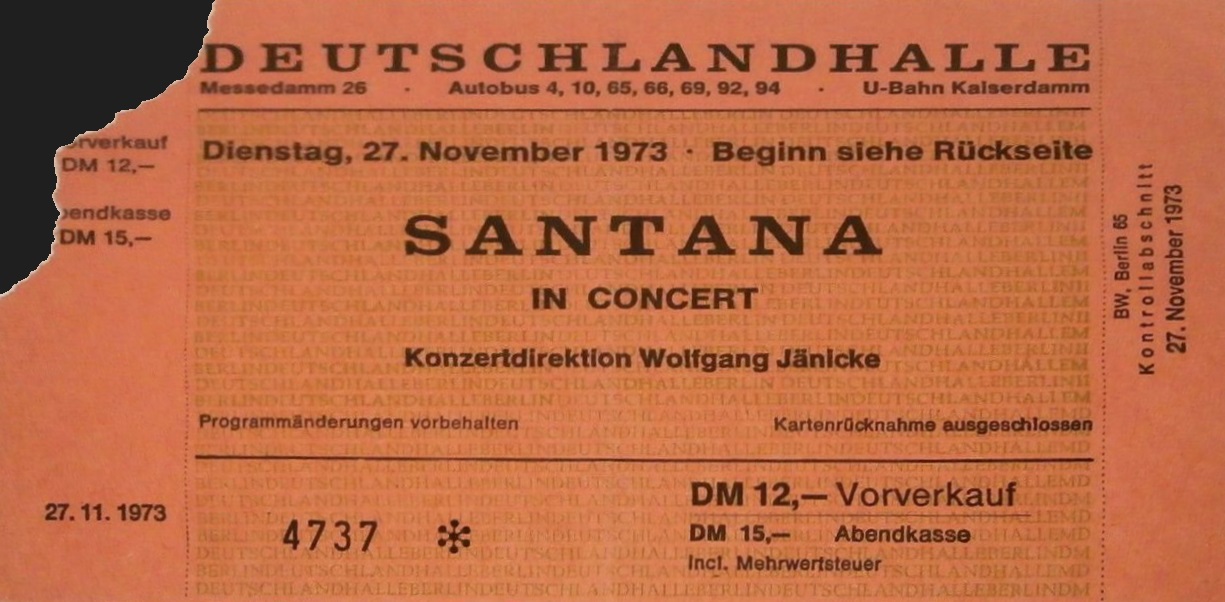 DEUTSCHLANDHALLE
Messedamm 26 · Autobus 4, 10, 65, 66, 69, 92, 94 · U-Bahn Kaiserdamm
DM 12,—
DM 15,—
Dienstag, 27. November 1973 · Beginn siehe Rückseite
SANTANA
IN CONCERT
Konzertdirektion Wolfgang Jänicke
Programmänderungen vorbehalten
Kartenrücknahme ausgeschlossen
27. 11. 1973
4737 ✻
DM 12,— Vorverkauf
DM 15,— Abendkasse
Incl. Mehrwertsteuer
BW, Berlin 65
Kontrollabschnitt
27. November 1973